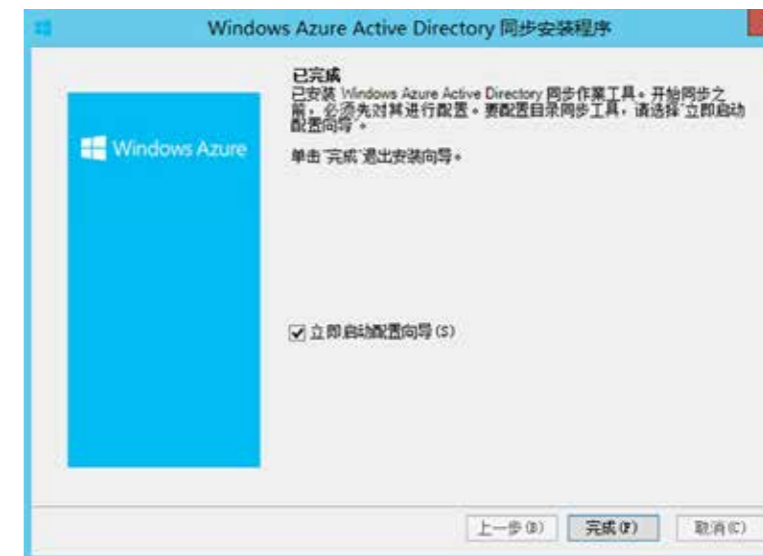 Windows Azure Active Directory 同步安装程序
Windows Azure
已完成
已安装 Windows Azure Active Directory 同步作業工具。开始同步之
前，必须先对其进行配置。要配置目录同步工具，请选择"立即启动
配置向导"。
单击"完成"退出安装向导。
立即启动配置向导(S)
上一步(B)
完成(F)
取消(C)